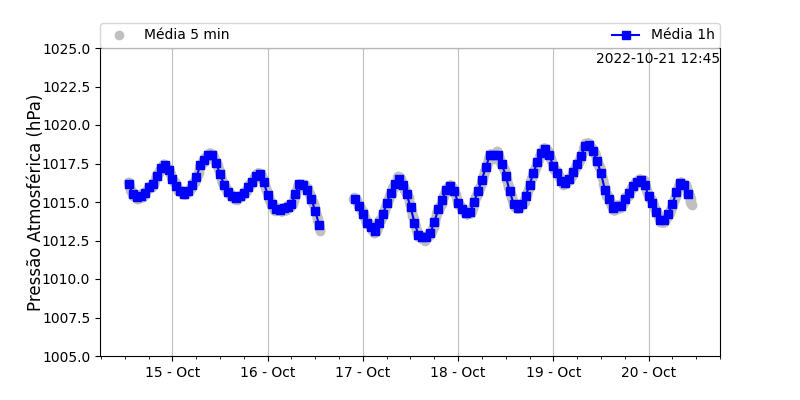 Média 5 min
Média 1h
2022-10-21 12:45
Pressão Atmosférica (hPa)
1025.0
1022.5
1020.0
1017.5
1015.0
1012.5
1010.0
1007.5
1005.0
15 - Oct
16 - Oct
17 - Oct
18 - Oct
19 - Oct
20 - Oct